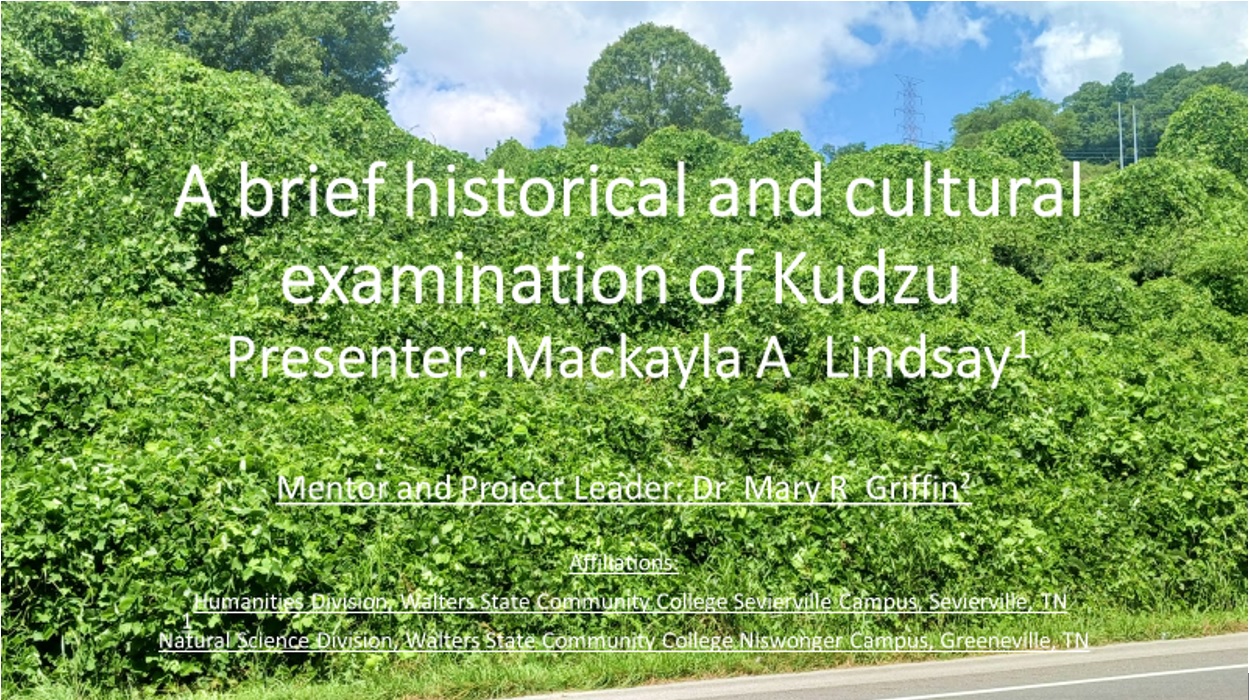 A brief historical and cultural
examination of Kudzu
Presenter: Mackayla A Lindsay¹
Mentor and Project Leader: Dr Mary R Griffin²
Affiliations:
Humanities Division, Walters State Community College Sevierville Campus, Sevierville, TN
1
Natural Science Division, Walters State Community College Niswonger Campus, Greeneville, TN